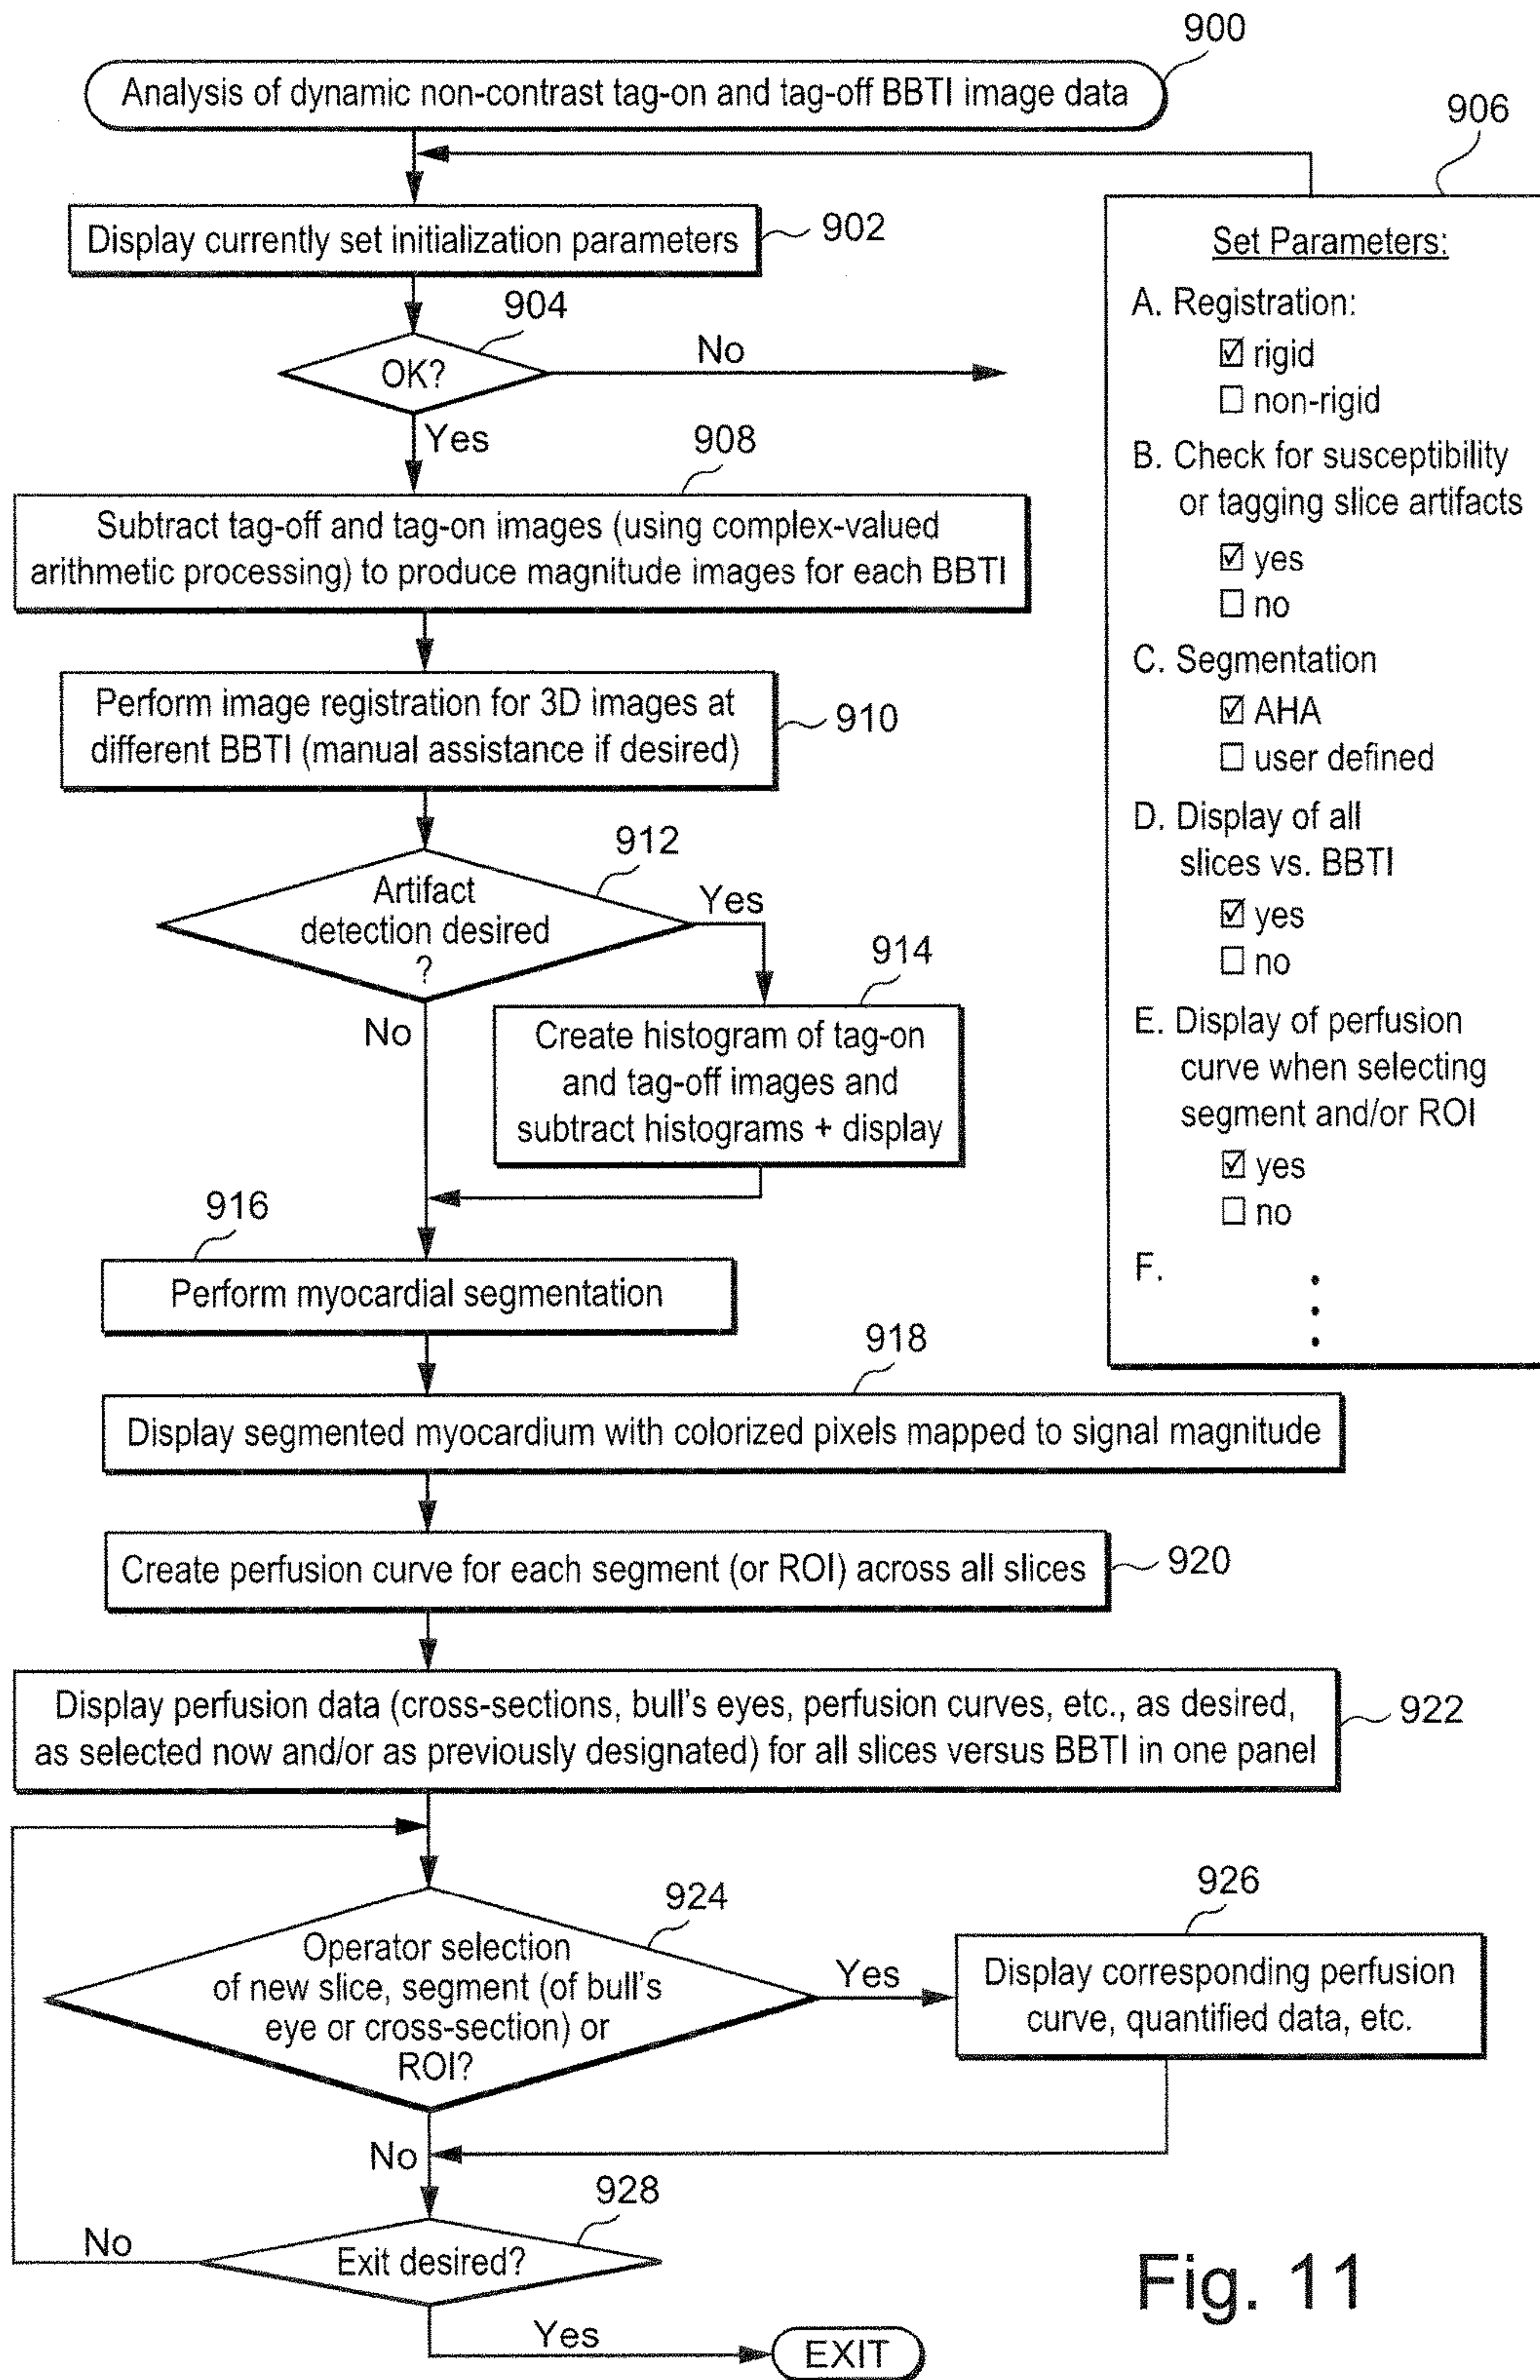 900
Analysis of dynamic non-contrast tag-on and tag-off BBTI image data
906
Display currently set initialization parameters
902
904
OK?
No
Yes
908
Subtract tag-off and tag-on images (using complex-valued
arithmetic processing) to produce magnitude images for each BBTI
Perform image registration for 3D images at
different BBTI (manual assistance if desired)
910
912
Artifact
detection desired
?
Yes
No
914
Create histogram of tag-on
and tag-off images and
subtract histograms + display
Set Parameters:
A. Registration:
☑ rigid
☐ non-rigid
B. Check for susceptibility
or tagging slice artifacts
☑ yes
☐ no
C. Segmentation
☑ AHA
☐ user defined
D. Display of all
slices vs. BBTI
☑ yes
☐ no
E. Display of perfusion
curve when selecting
segment and/or ROI
☑ yes
☐ no
F.
916
Perform myocardial segmentation
918
Display segmented myocardium with colorized pixels mapped to signal magnitude
Create perfusion curve for each segment (or ROI) across all slices
920
Display perfusion data (cross-sections, bull's eyes, perfusion curves, etc., as desired,
as selected now and/or as previously designated) for all slices versus BBTI in one panel
922
924
Operator selection
of new slice, segment (of bull's
eye or cross-section) or
ROI?
Yes
926
Display corresponding perfusion
curve, quantified data, etc.
No
928
Exit desired?
No
Yes
EXIT
Fig. 11